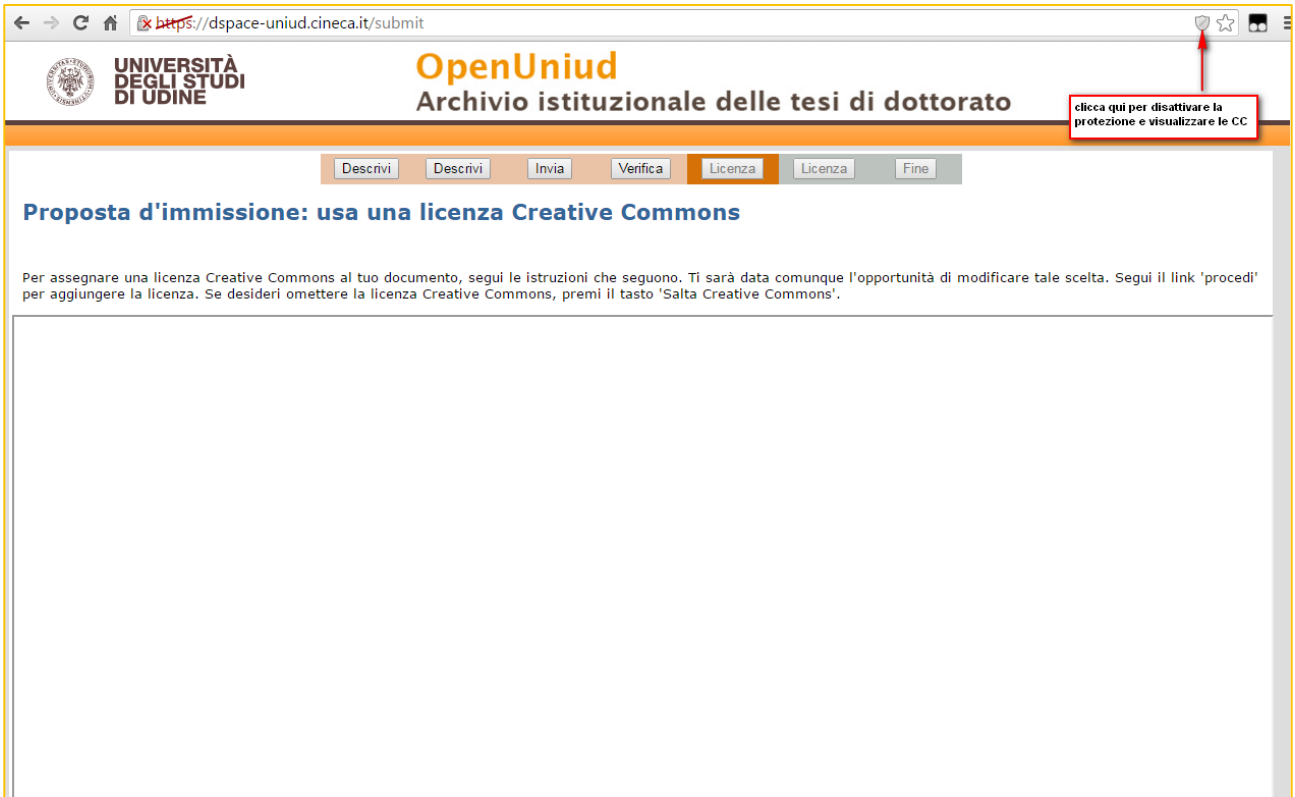 https://dspace-uniud.cineca.it/submit
UNIVERSITÀ
DEGLI STUDI
DI UDINE
OpenUniud
Archivio istituzionale delle tesi di dottorato
clicca qui per disattivare la
protezione e visualizzare le CC
Descrivi Descrivi Invia Verifica Licenza Licenza Fine
Proposta d'immissione: usa una licenza Creative Commons
Per assegnare una licenza Creative Commons al tuo documento, segui le istruzioni che seguono. Ti sarà data comunque l'opportunità di modificare tale scelta. Segui il link 'procedi'
per aggiungere la licenza. Se desideri omettere la licenza Creative Commons, premi il tasto 'Salta Creative Commons'.